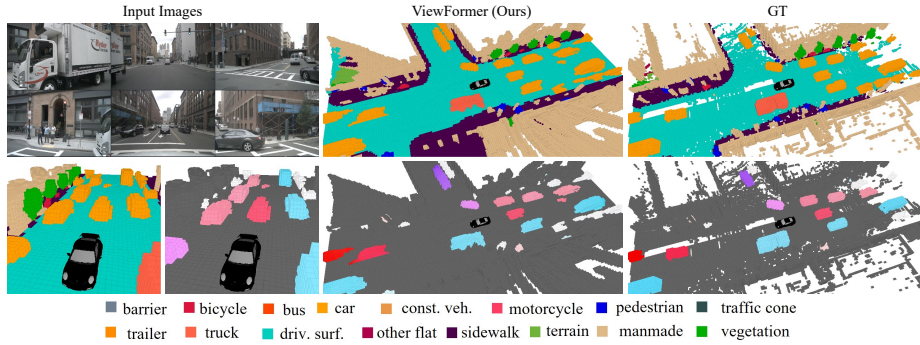 Input Images ViewFormer (Ours) GT
barrier bicycle bus car const. veh. motorcycle pedestrian traffic cone
trailer truck driv. surf. other flat sidewalk terrain manmade vegetation